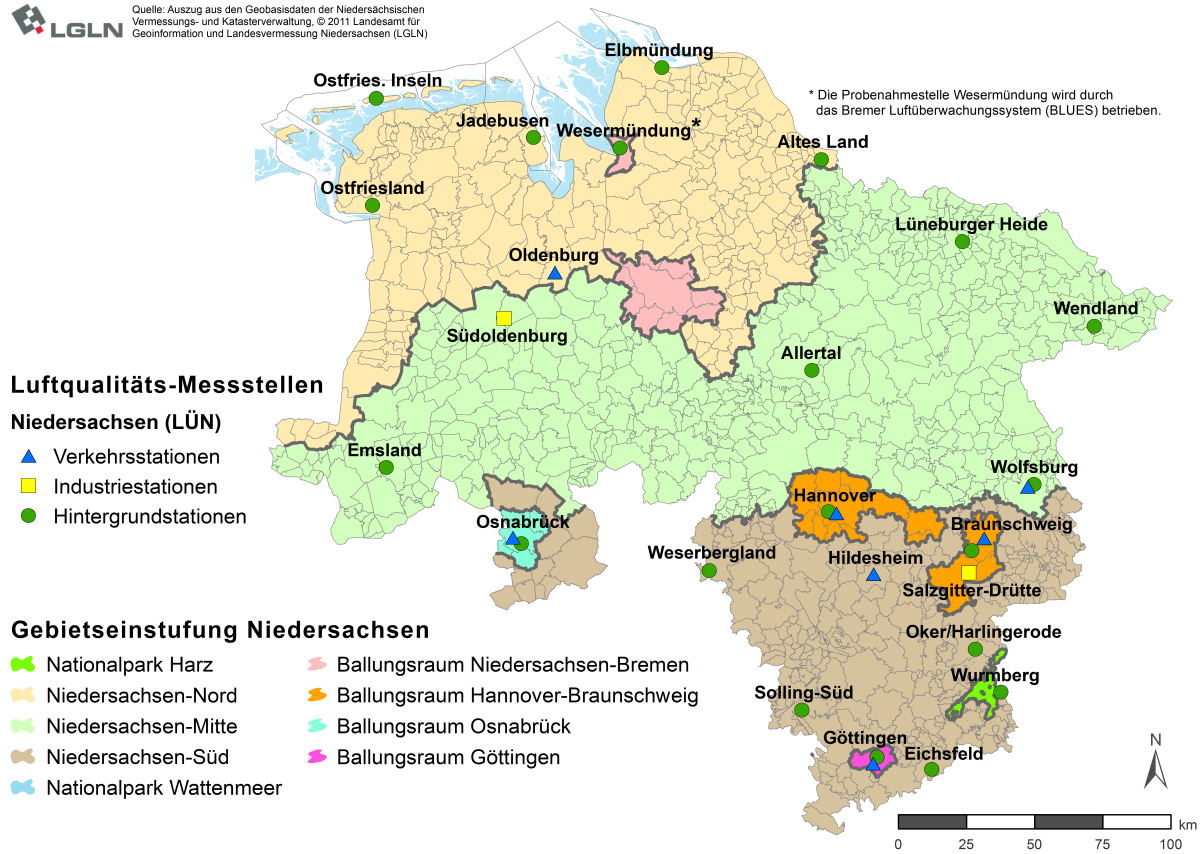 LGLN
Quelle: Auszug aus den Geobasisdaten der Niedersächsischen
Vermessungs- und Katasterverwaltung, © 2011 Landesamt für
Geoinformation und Landesvermessung Niedersachsen (LGLN)
Elbmündung
Ostfries. Inseln
* Die Probenahmestelle Wesermündung wird durch
das Bremer Luftüberwachungssystem (BLUES) betrieben.
Jadebusen
Wesermündung*
Altes Land
Ostfriesland
Lüneburger Heide
Oldenburg
Wendland
Südoldenburg
Allertal
Luftqualitäts-Messstellen
Niedersachsen (LÜN)
Verkehrsstationen
Industriestationen
Hintergrundstationen
Emsland
Wolfsburg
Hannover
Osnabrück
Braunschweig
Weserbergland
Hildesheim
Salzgitter-Drütte
Oker/Harlingerode
Wurmberg
Solling-Süd
Göttingen
Eichsfeld
Gebietseinstufung Niedersachsen
Nationalpark Harz
Niedersachsen-Nord
Niedersachsen-Mitte
Niedersachsen-Süd
Nationalpark Wattenmeer
Ballungsraum Niedersachsen-Bremen
Ballungsraum Hannover-Braunschweig
Ballungsraum Osnabrück
Ballungsraum Göttingen
N
km
0 25 50 75 100